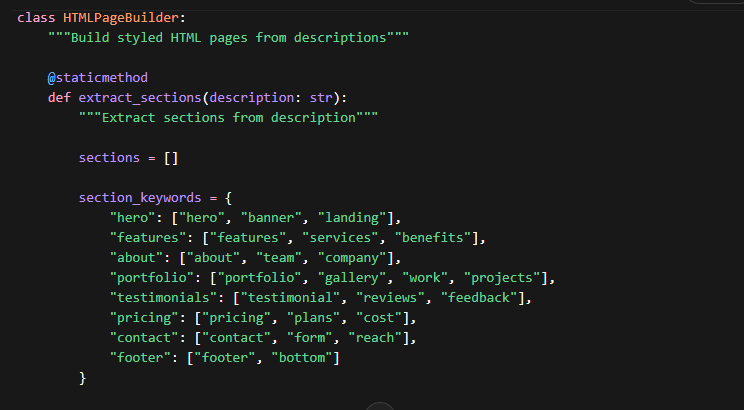 class HTMLPageBuilder:
    """Build styled HTML pages from descriptions"""
    @staticmethod
    def extract_sections(description: str):
        """Extract sections from description"""
        sections = []
        section_keywords = {
            "hero": ["hero", "banner", "landing"],
            "features": ["features", "services", "benefits"],
            "about": ["about", "team", "company"],
            "portfolio": ["portfolio", "gallery", "work", "projects"],
            "testimonials": ["testimonial", "reviews", "feedback"],
            "pricing": ["pricing", "plans", "cost"],
            "contact": ["contact", "form", "reach"],
            "footer": ["footer", "bottom"]
        }